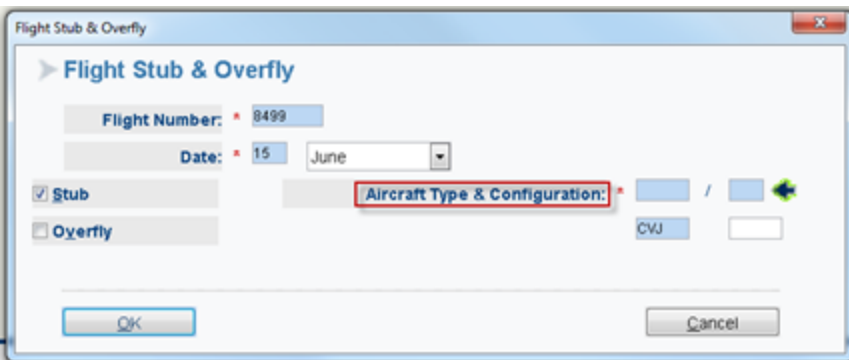 Flight Stub & Overfly
Flight Stub & Overfly
Flight Number: * 8499
Date: * 15 June
Stub Aircraft Type & Configuration: * /
Overfly CVJ
OK Cancel